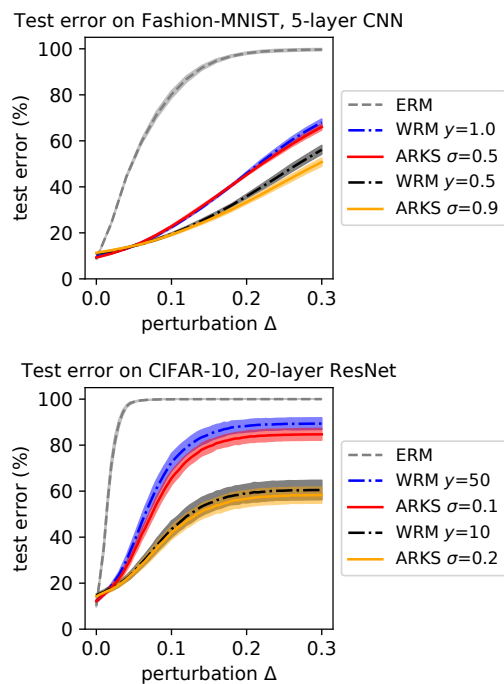 Test error on Fashion-MNIST, 5-layer CNN
test error (%)
100
80
60
40
20
0
0.0 0.1 0.2 0.3
perturbation Δ
ERM
WRM y=1.0
ARKS σ=0.5
WRM y=0.5
ARKS σ=0.9
Test error on CIFAR-10, 20-layer ResNet
test error (%)
100
80
60
40
20
0
0.0 0.1 0.2 0.3
perturbation Δ
ERM
WRM y=50
ARKS σ=0.1
WRM y=10
ARKS σ=0.2